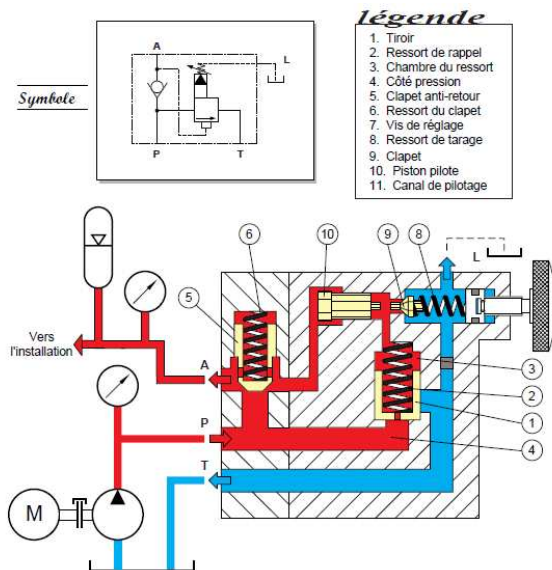 Symbole
A
L
P
T
légende
1. Tiroir
2. Ressort de rappel
3. Chambre du ressort
4. Côté pression
5. Clapet anti-retour
6. Ressort du clapet
7. Vis de réglage
8. Ressort de tarage
9. Clapet
10. Piston pilote
11. Canal de pilotage
6
10
9
8
L
5
Vers
l'installation
A
3
2
P
1
4
T
M